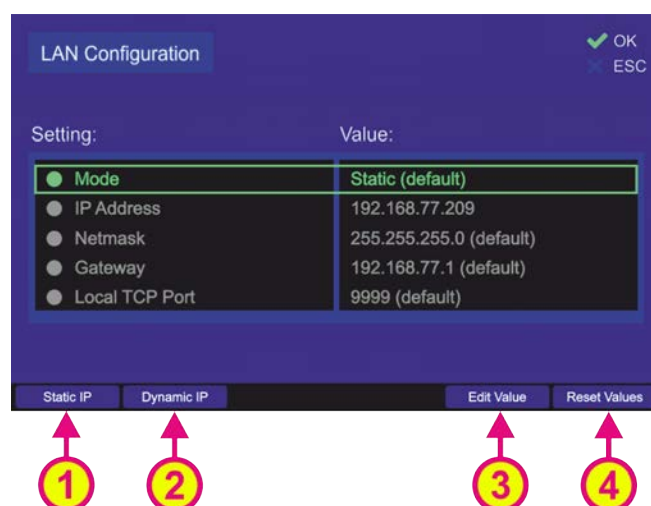 LAN Configuration
OK
ESC
Setting: Value:
Mode Static (default)
IP Address 192.168.77.209
Netmask 255.255.255.0 (default)
Gateway 192.168.77.1 (default)
Local TCP Port 9999 (default)
Static IP Dynamic IP Edit Value Reset Values
1 2 3 4